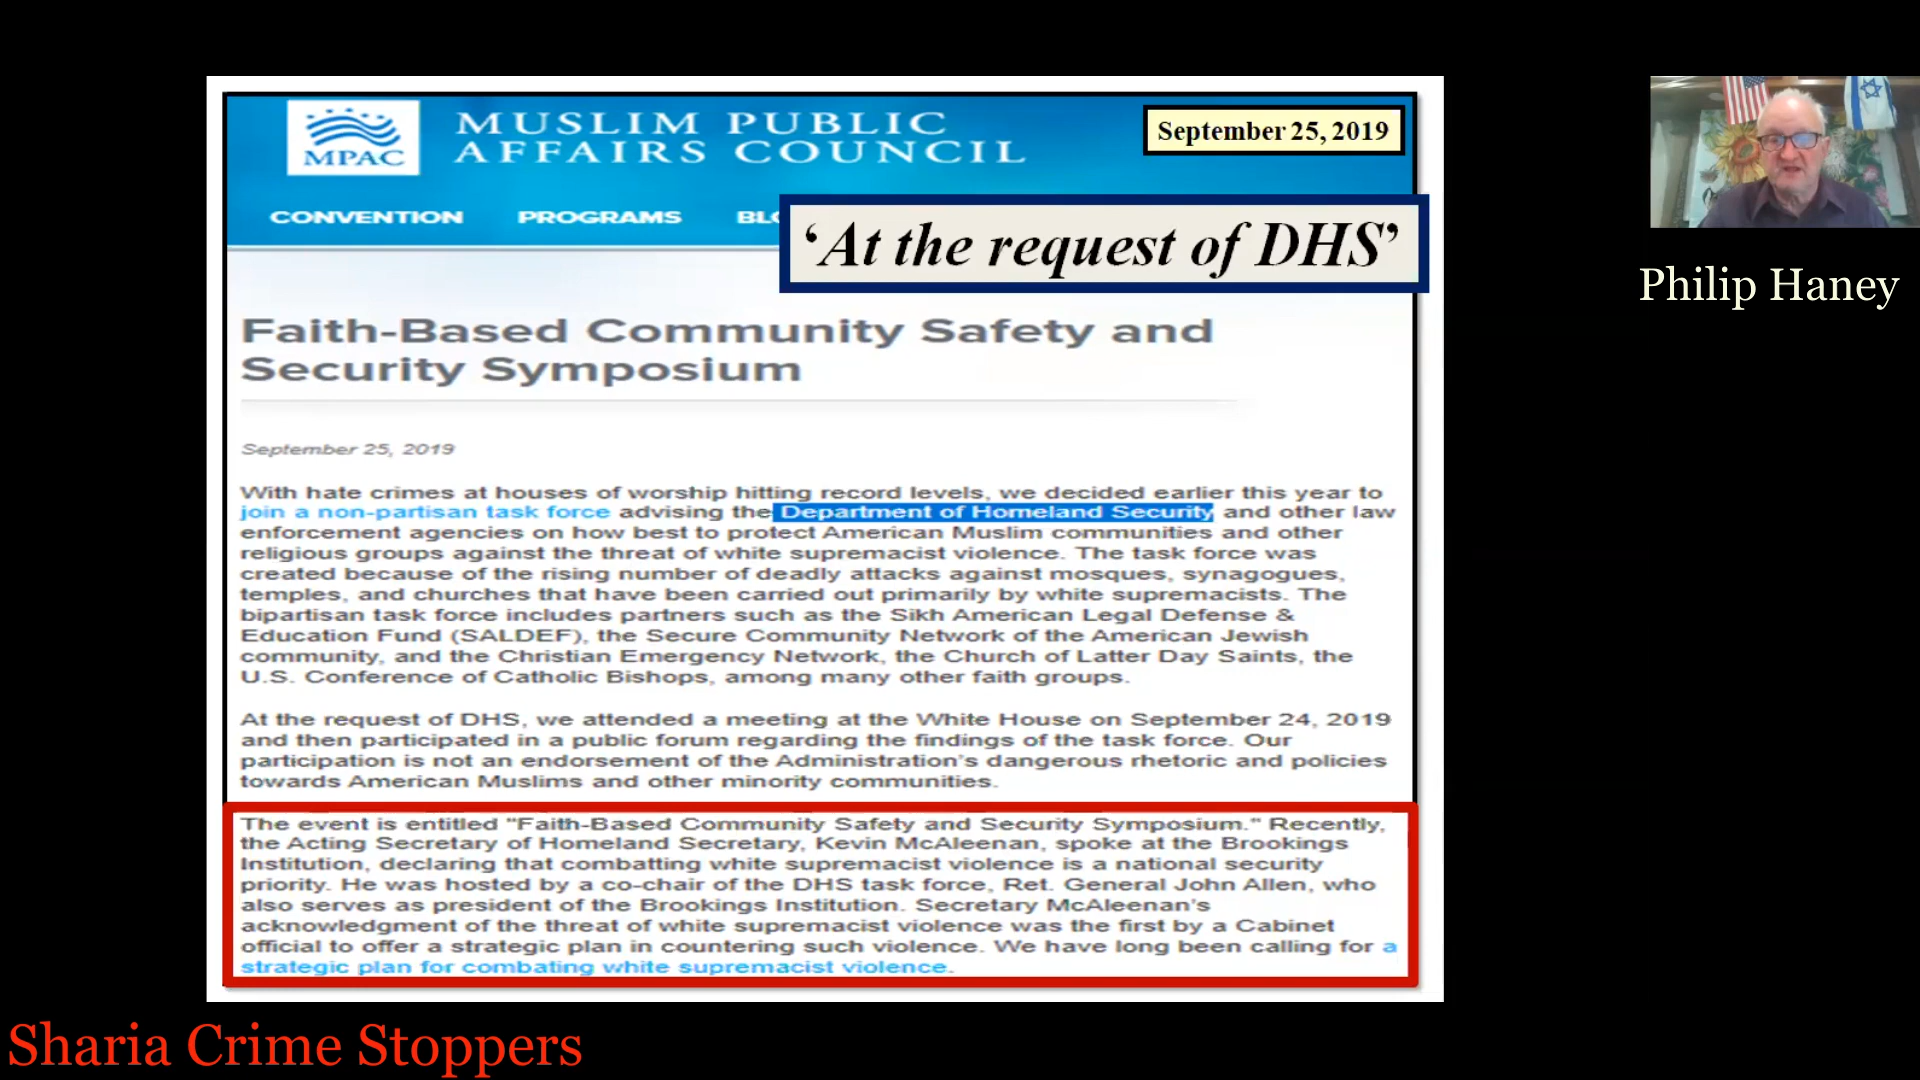 MPAC
MUSLIM PUBLIC
AFFAIRS COUNCIL
September 25, 2019
CONVENTION PROGRAMS
‘At the request of DHS’
Philip Haney
Faith-Based Community Safety and
Security Symposium
September 25, 2019
With hate crimes at houses of worship hitting record levels, we decided earlier this year to
join a non-partisan task force advising the Department of Homeland Security and other law
enforcement agencies on how best to protect American Muslim communities and other
religious groups against the threat of white supremacist violence. The task force was
created because of the rising number of deadly attacks against mosques, synagogues,
temples, and churches that have been carried out primarily by white supremacists. The
bipartisan task force includes partners such as the Sikh American Legal Defense &
Education Fund (SALDEF), the Secure Community Network of the American Jewish
community, and the Christian Emergency Network, the Church of Latter Day Saints, the
U.S. Conference of Catholic Bishops, among many other faith groups.
At the request of DHS, we attended a meeting at the White House on September 24, 2019
and then participated in a public forum regarding the findings of the task force. Our
participation is not an endorsement of the Administration's dangerous rhetoric and policies
towards American Muslims and other minority communities.
The event is entitled "Faith-Based Community Safety and Security Symposium." Recently,
the Acting Secretary of Homeland Secretary, Kevin McAleenan, spoke at the Brookings
Institution, declaring that combatting white supremacist violence is a national security
priority. He was hosted by a co-chair of the DHS task force, Ret. General John Allen, who
also serves as president of the Brookings Institution. Secretary McAleenan's
acknowledgment of the threat of white supremacist violence was the first by a Cabinet
official to offer a strategic plan in countering such violence. We have long been calling for a
strategic plan for combating white supremacist violence.
Sharia Crime Stoppers